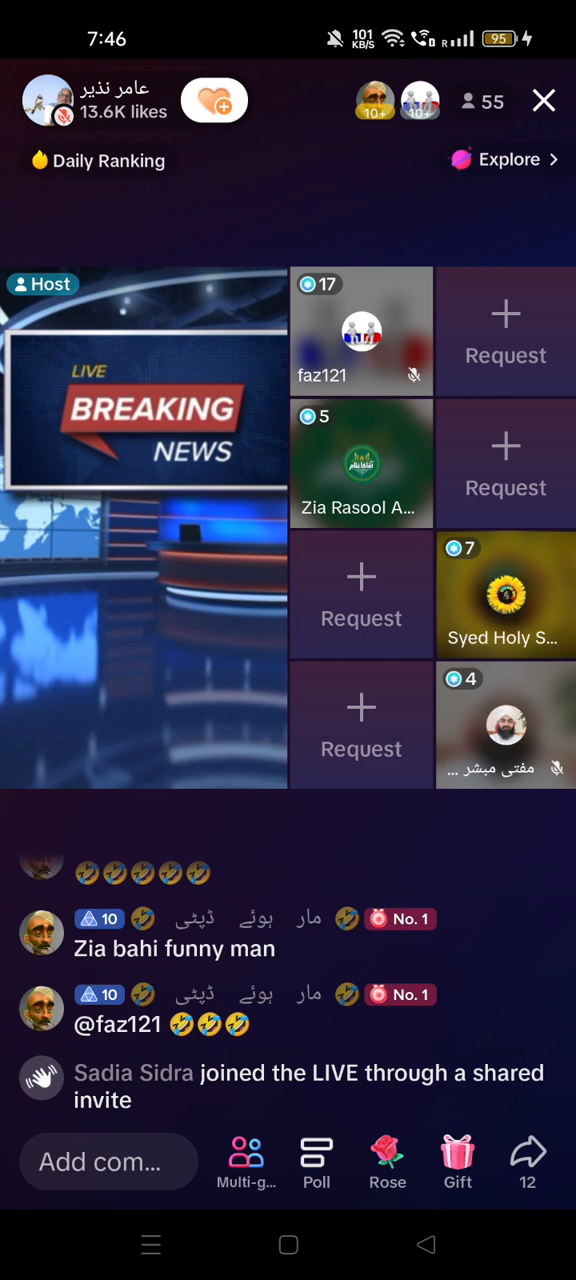 7:46
101
KB/S
R
95
عامر نذیر
13.6K likes
10+
10+
55
Daily Ranking
Explore >
Host
LIVE
BREAKING
NEWS
17
faz121
Request
5
Zia Rasool A...
Request
Request
7
Syed Holy S...
Request
4
مفتی مبشر ...
🤣🤣🤣🤣🤣
10 🤣 مار ہوئے ڈپٹی 🤣 No. 1
Zia bahi funny man
10 🤣 مار ہوئے ڈپٹی 🤣 No. 1
@faz121 🤣🤣🤣
Sadia Sidra joined the LIVE through a shared
invite
Add com...
Multi-g...
Poll
Rose
Gift
12